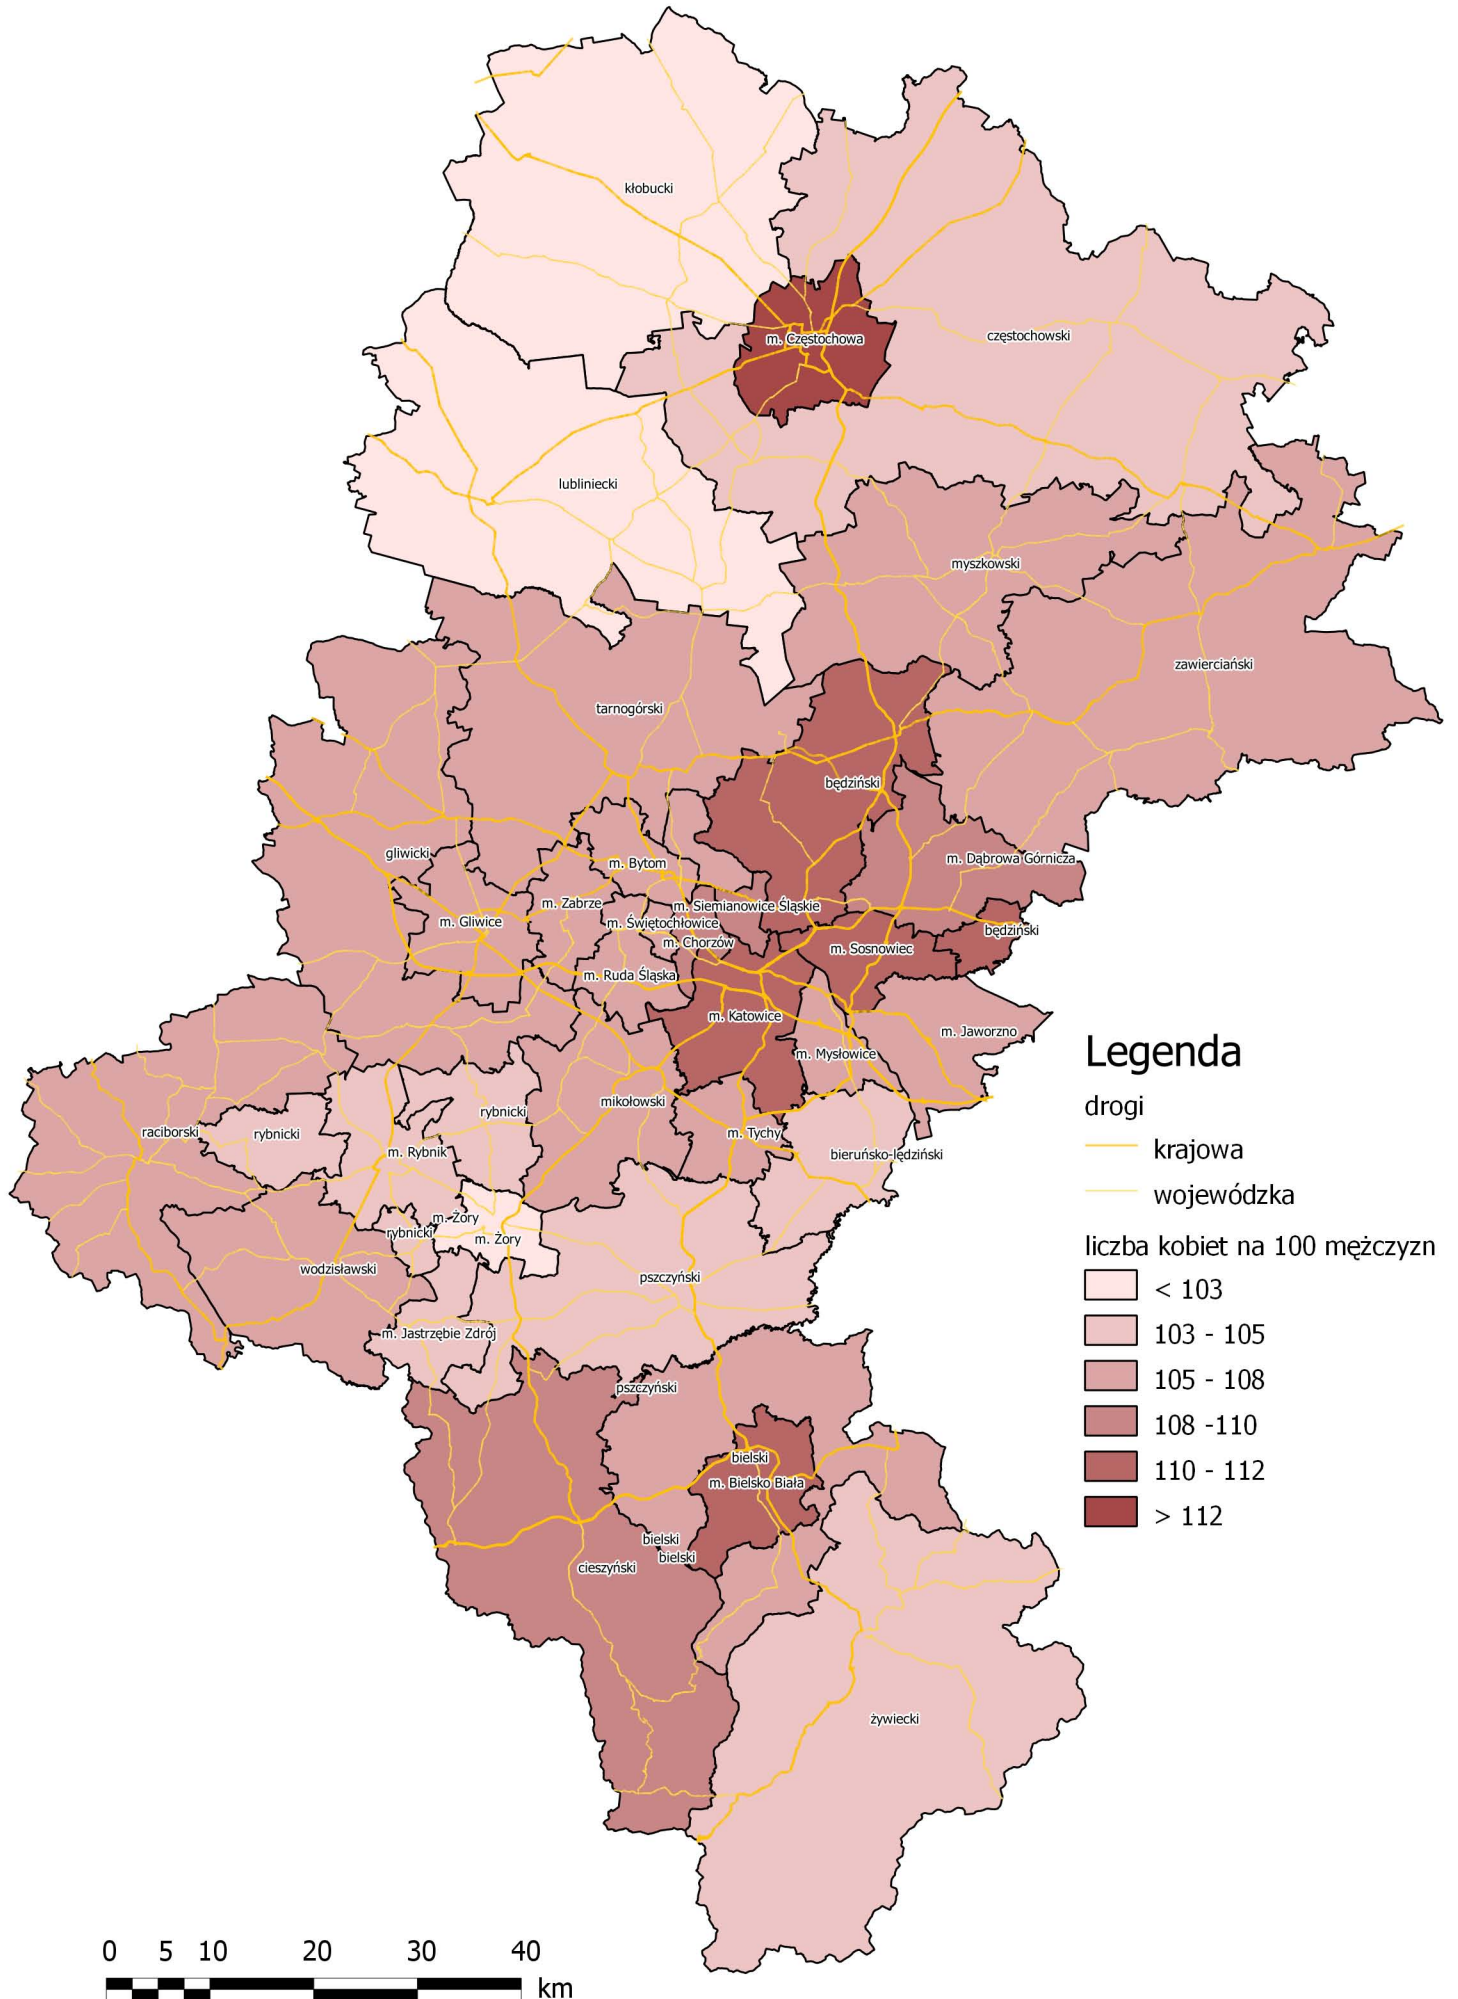 kłobucki
m. Częstochowa
częstochowski
lubliniecki
myszkowski
zawierciański
tarnogórski
będziński
gliwicki
m. Bytom
m. Dąbrowa Górnicza
m. Zabrze
m. Siemianowice Śląskie
m. Gliwice
m. Świętochłowice
będziński
m. Chorzów
m. Sosnowiec
m. Ruda Śląska
m. Katowice
m. Jaworzno
m. Mysłowice
mikołowski
rybnicki
raciborski
rybnicki
m. Tychy
m. Rybnik
bieruńsko-lędziński
m. Żory
rybnicki
m. Żory
wodzisławski
pszczyński
m. Jastrzębie Zdrój
pszczyński
bielski
m. Bielsko Biała
bielski
bielski
cieszyński
żywiecki
Legenda
drogi
krajowa
wojewódzka
liczba kobiet na 100 mężczyzn
< 103
103 - 105
105 - 108
108 -110
110 - 112
> 112
0 5 10 20 30 40
km